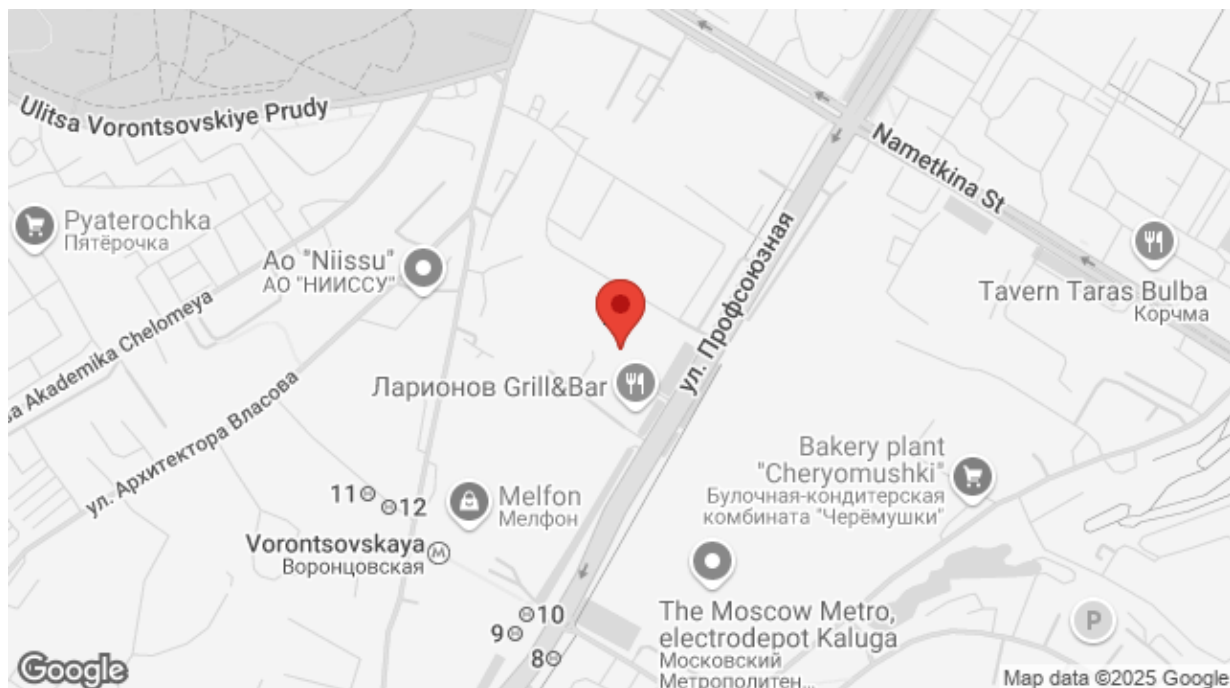 Ulitsa Vorontsovskiye Prudy
Nametkina St
Pyaterochka
Пятёрочка
Ao "Niissu"
АО "НИИССУ"
Tavern Taras Bulba
Корчма
ул. Профсоюзная
a Akademika Chelomeya
Ларионов Grill&Bar
ул. Архитектора Власова
Bakery plant
"Cheryomushki"
Булочная-кондитерская
комбината "Черёмушки"
11
12
Melfon
Мелфон
Vorontsovskaya
Воронцовская
M
10
9
8
The Moscow Metro,
electrodepot Kaluga
Московский
Метрополитен...
P
Google
Map data ©2025 Google